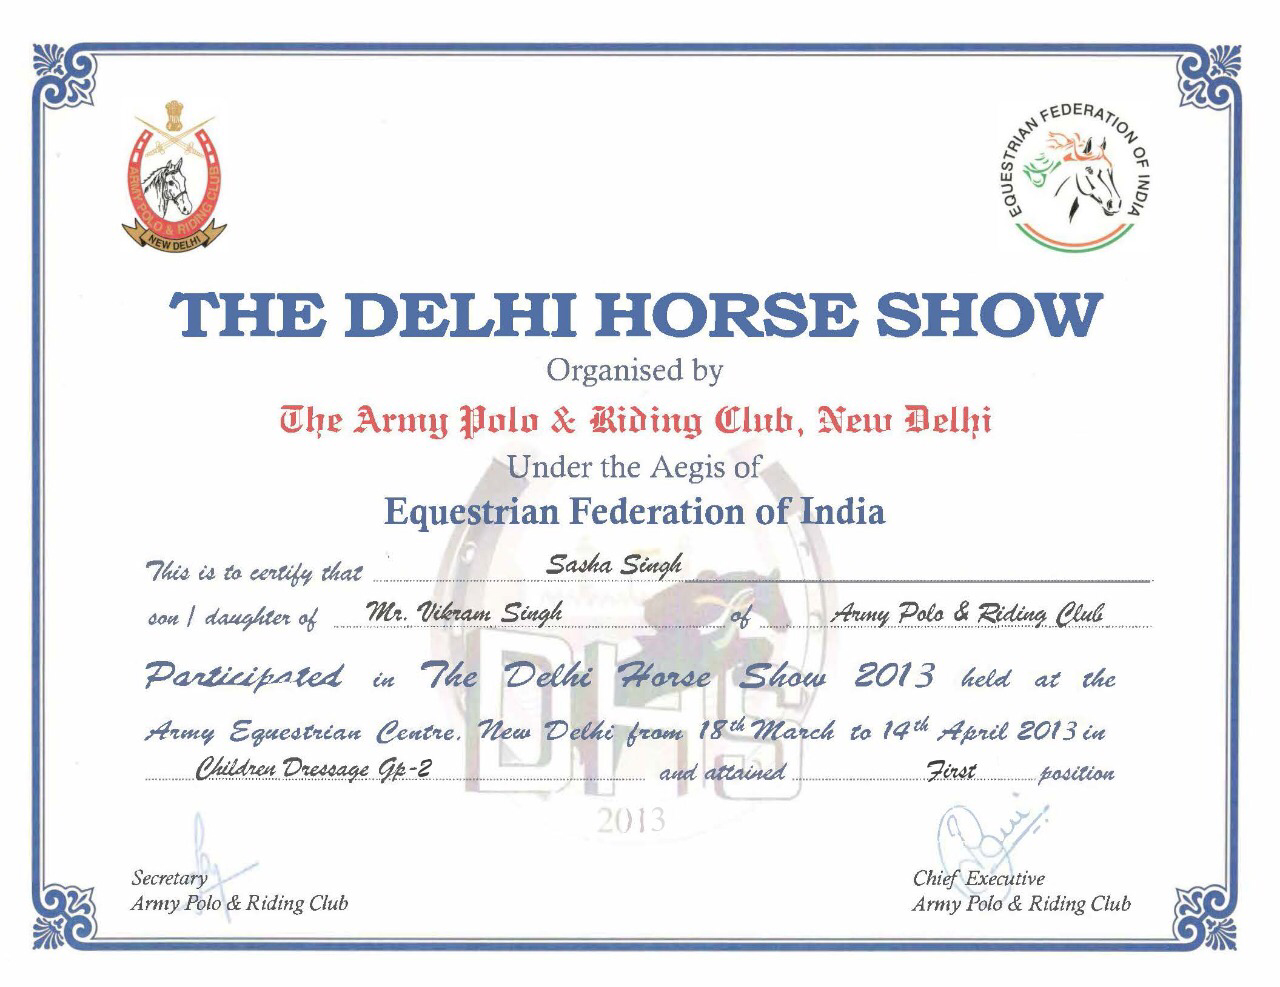 ARMY POLO & RIDING CLUB
NEW DELHI
EQUESTRIAN FEDERATION OF INDIA
THE DELHI HORSE SHOW
Organised by
The Army Polo & Riding Club, New Delhi
Under the Aegis of
Equestrian Federation of India
This is to certify that Sasha Singh
son / daughter of Mr. Vikram Singh of Army Polo & Riding Club
Participated in The Delhi Horse Show 2013 held at the
Army Equestrian Centre, New Delhi from 18th March to 14th April 2013 in
Children Dressage Gp-2 and attained First position
DHS
2013
Secretary
Army Polo & Riding Club
Chief Executive
Army Polo & Riding Club